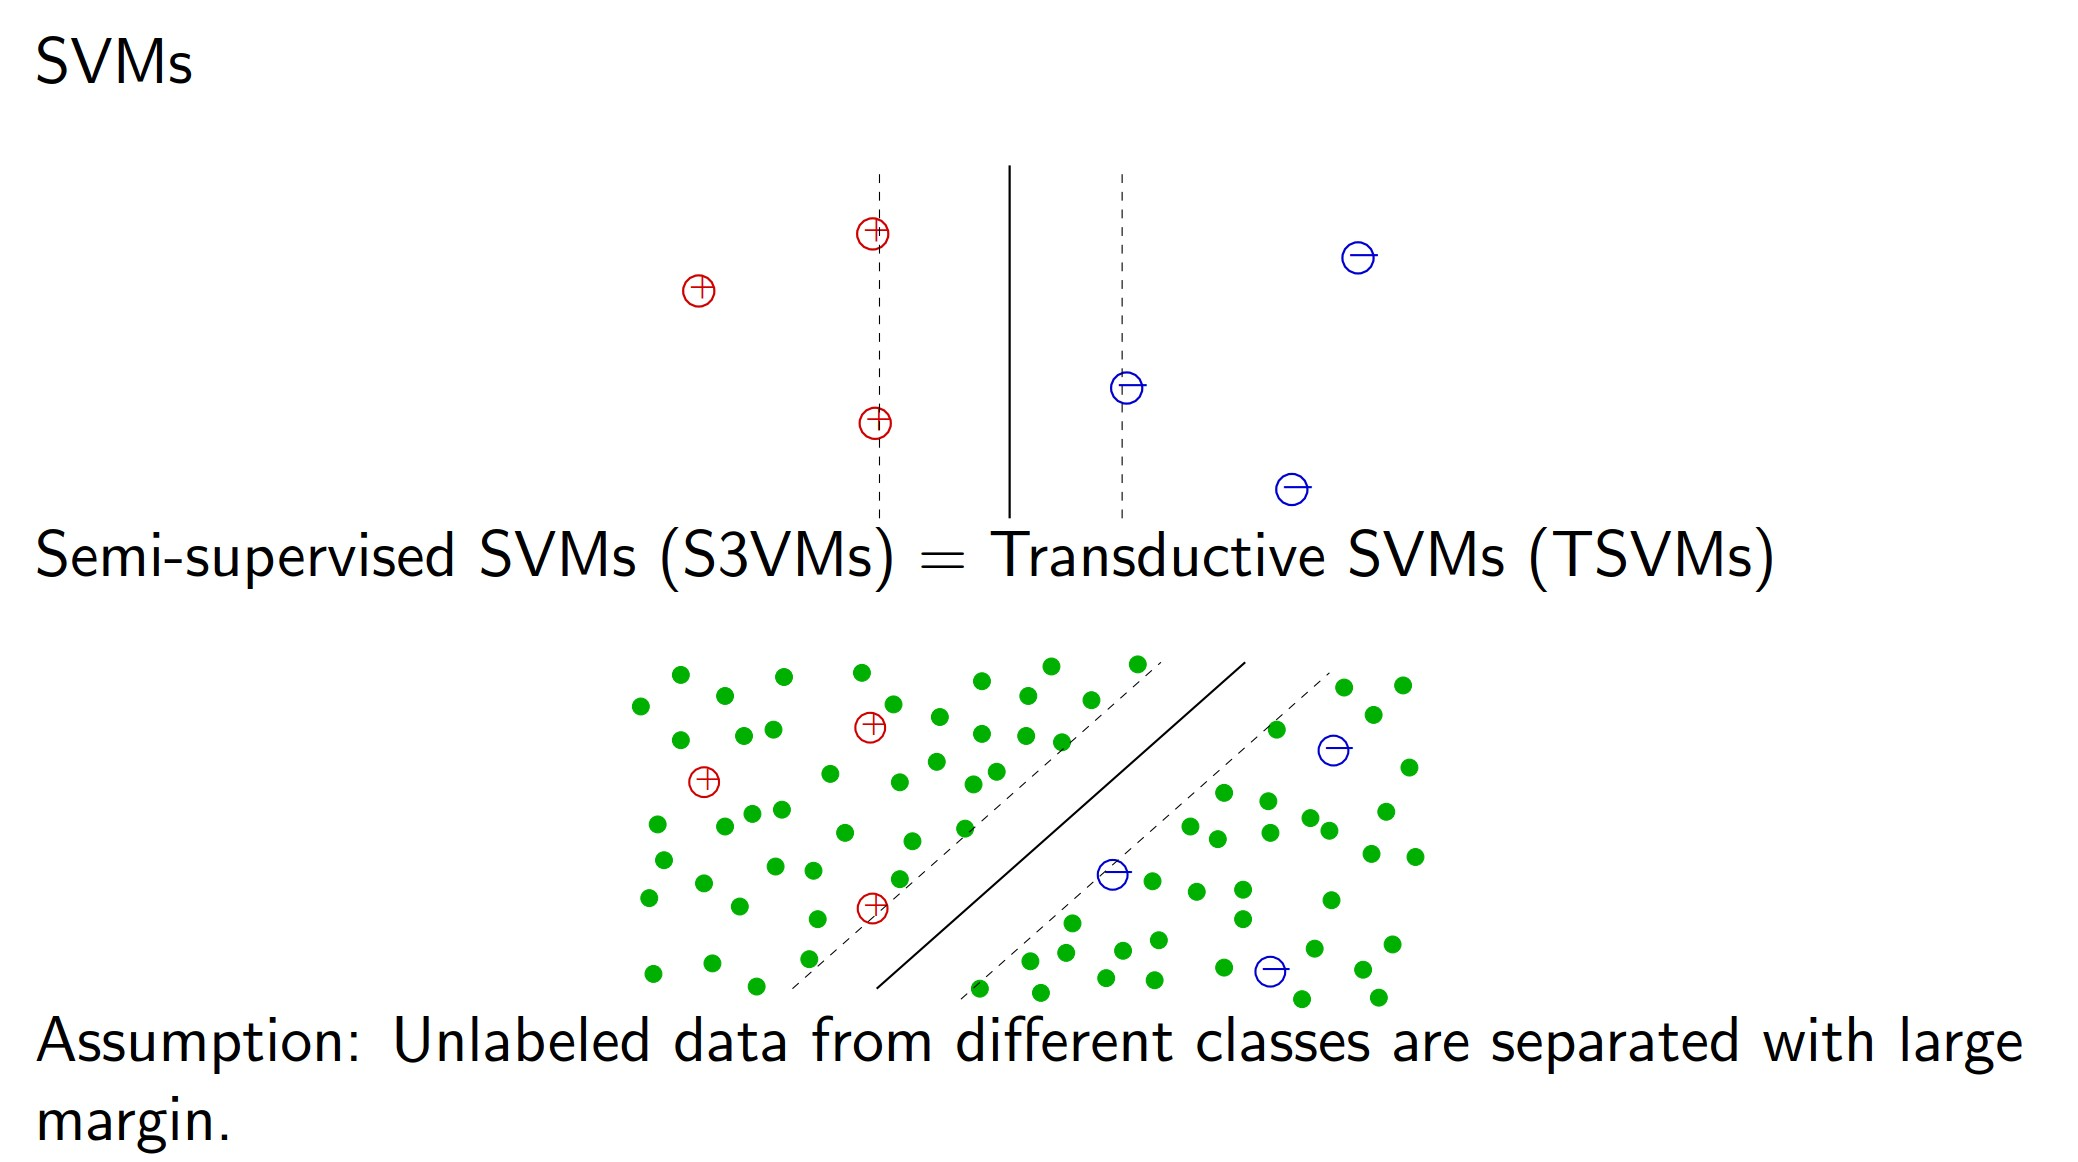 SVMs
Semi-supervised SVMs (S3VMs) = Transductive SVMs (TSVMs)
Assumption: Unlabeled data from different classes are separated with large
margin.